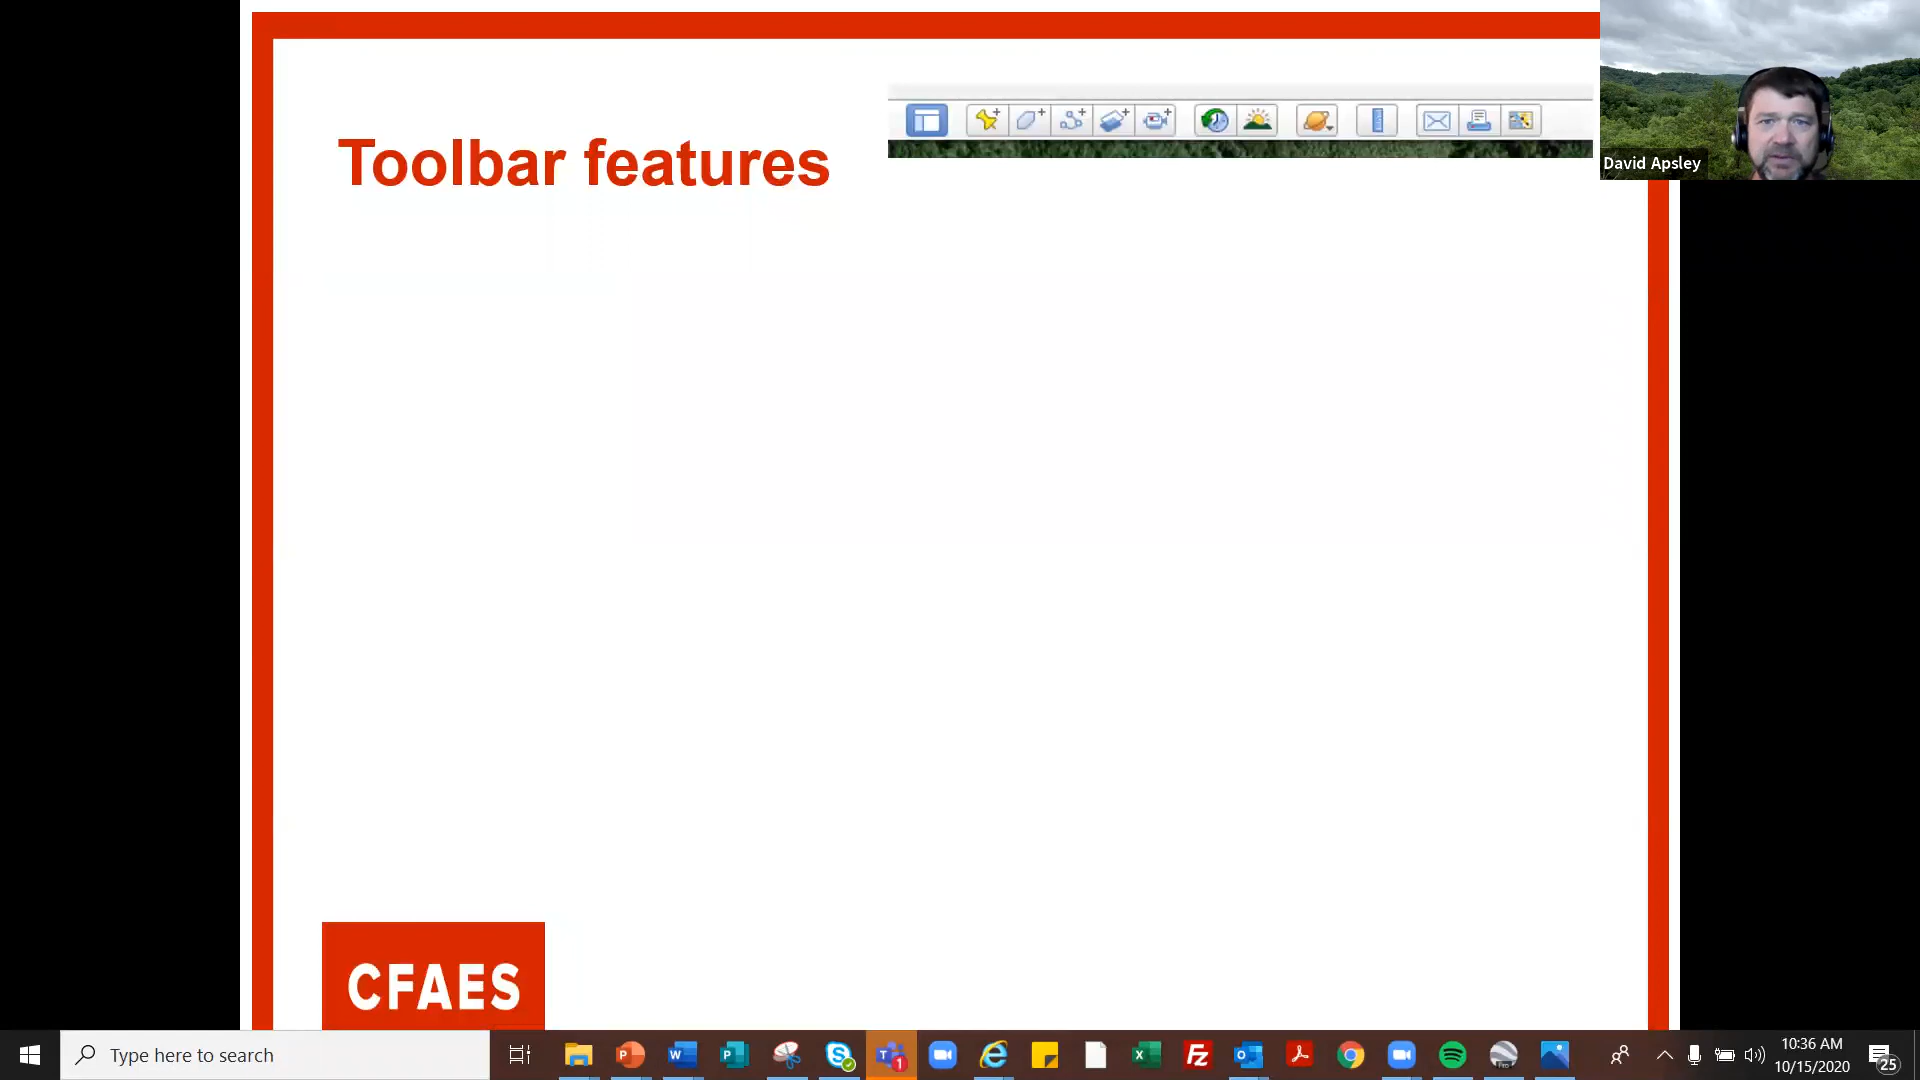 Toolbar features
David Apsley
CFAES
Type here to search
10:36 AM
10/15/2020
25